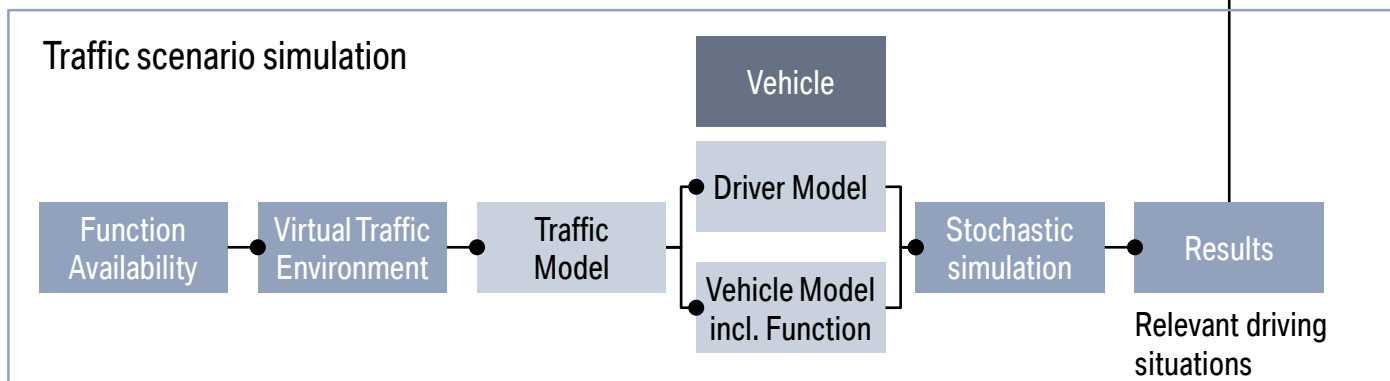 Traffic scenario simulation
Vehicle
Function
Availability
Virtual Traffic
Environment
Traffic
Model
Driver Model
Vehicle Model
incl. Function
Stochastic
simulation
Results
Relevant driving
situations